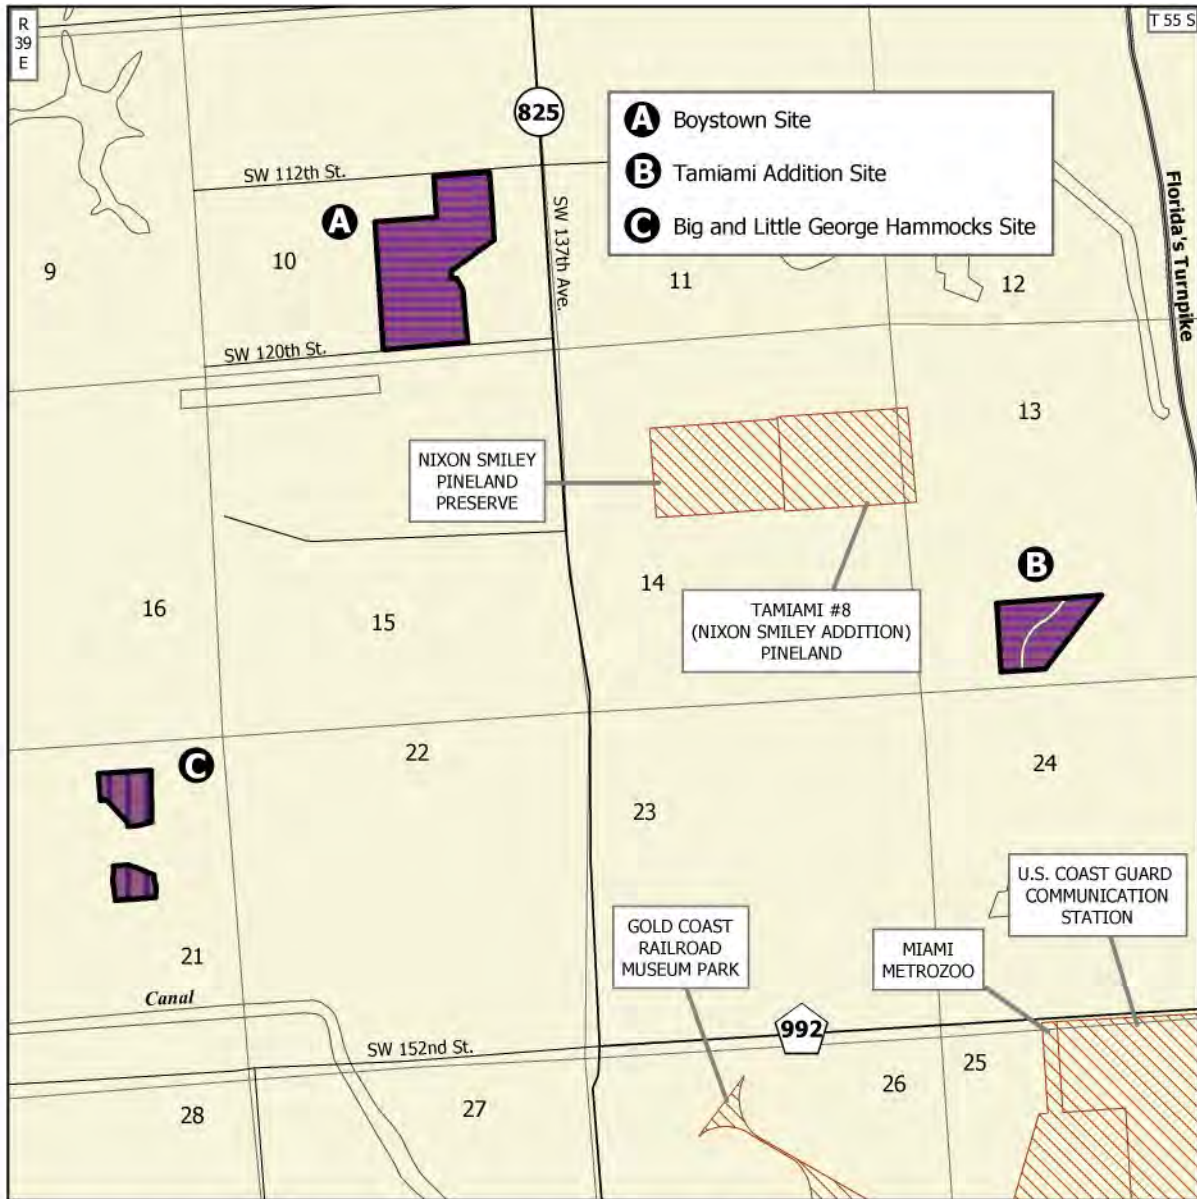 R
39
E
T 55 S
825
A Boystown Site
B Tamiami Addition Site
C Big and Little George Hammocks Site
SW 112th St.
A
SW 137th Ave.
Florida's Turnpike
9
10
11
12
SW 120th St.
13
NIXON SMILEY
PINELAND
PRESERVE
B
14
16
15
TAMIAMI #8
(NIXON SMILEY ADDITION)
PINELAND
C
22
24
23
U.S. COAST GUARD
COMMUNICATION
STATION
GOLD COAST
RAILROAD
MUSEUM PARK
MIAMI
METROZOO
21
Canal
992
SW 152nd St.
25
26
27
28